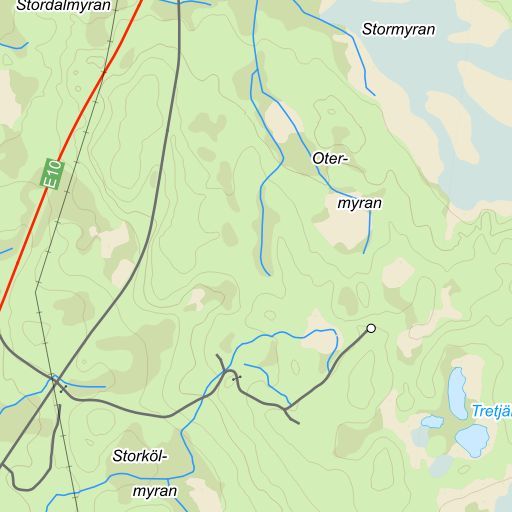 Stordalmyran
Stormyran
Oter-
myran
E10
Tretjä
Storköl-
myran